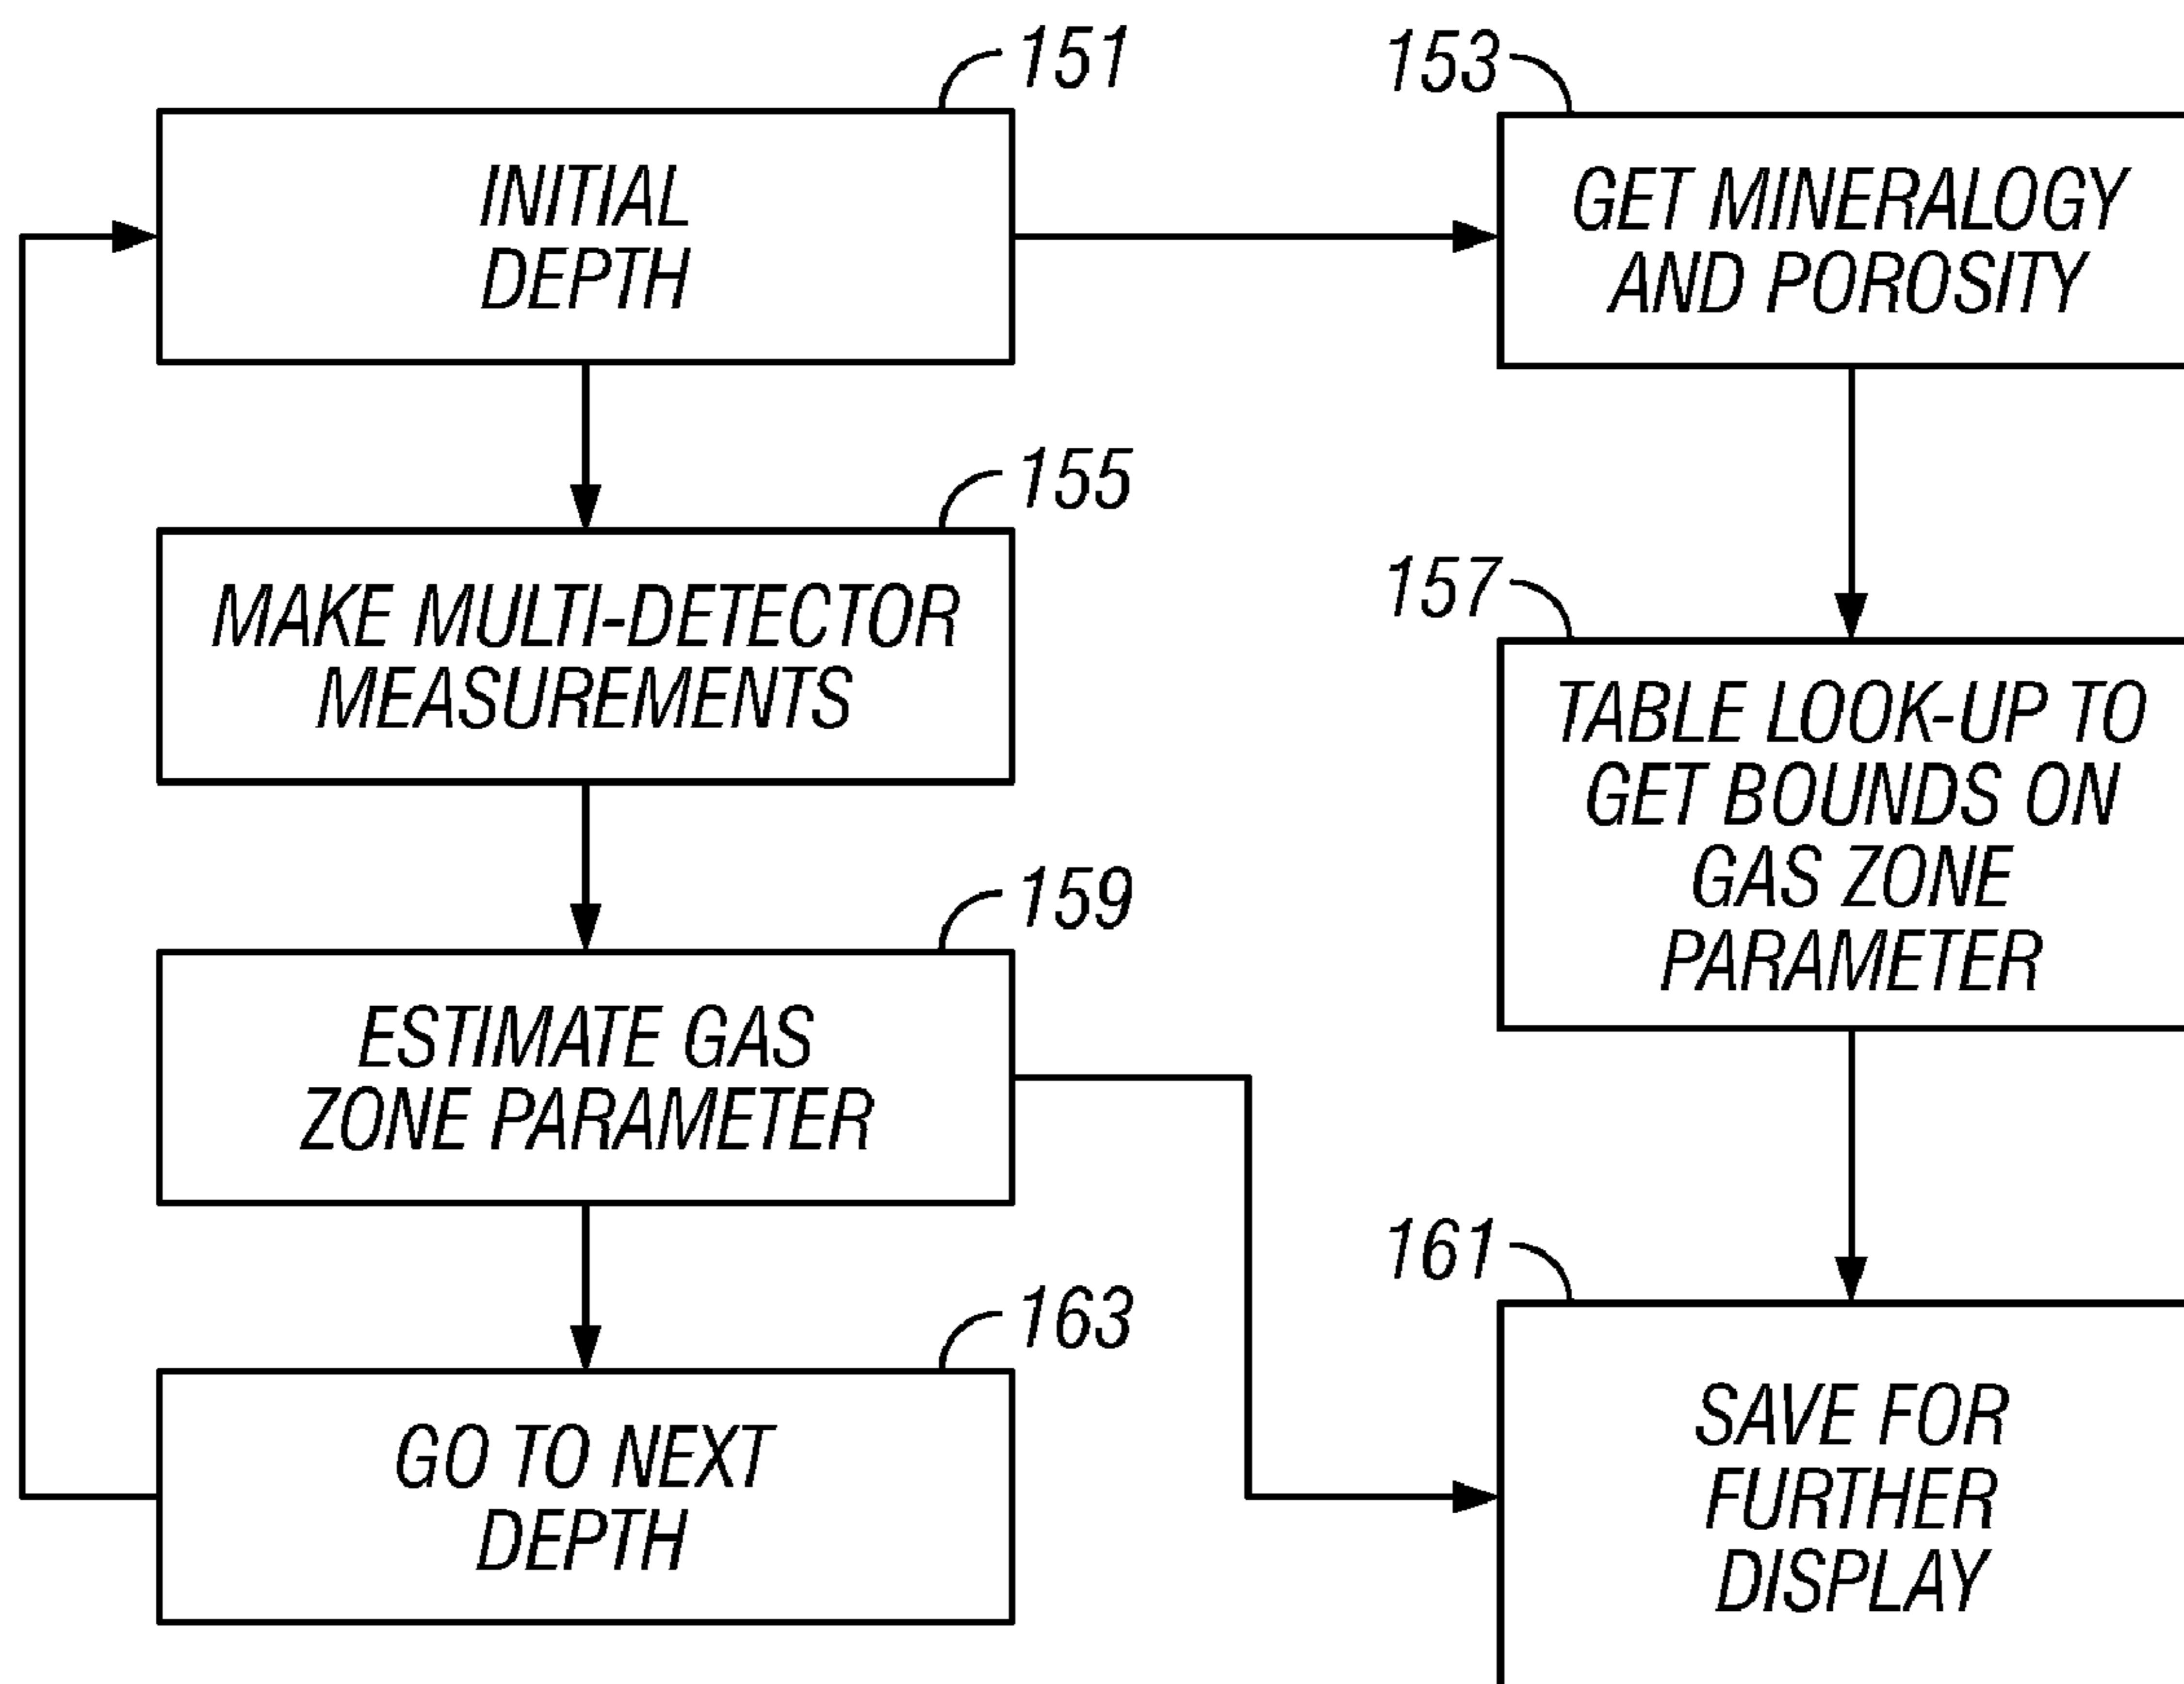 151
INITIAL
DEPTH
153
GET MINERALOGY
AND POROSITY
155
MAKE MULTI-DETECTOR
MEASUREMENTS
157
TABLE LOOK-UP TO
GET BOUNDS ON
GAS ZONE
PARAMETER
159
ESTIMATE GAS
ZONE PARAMETER
161
SAVE FOR
FURTHER
DISPLAY
163
GO TO NEXT
DEPTH